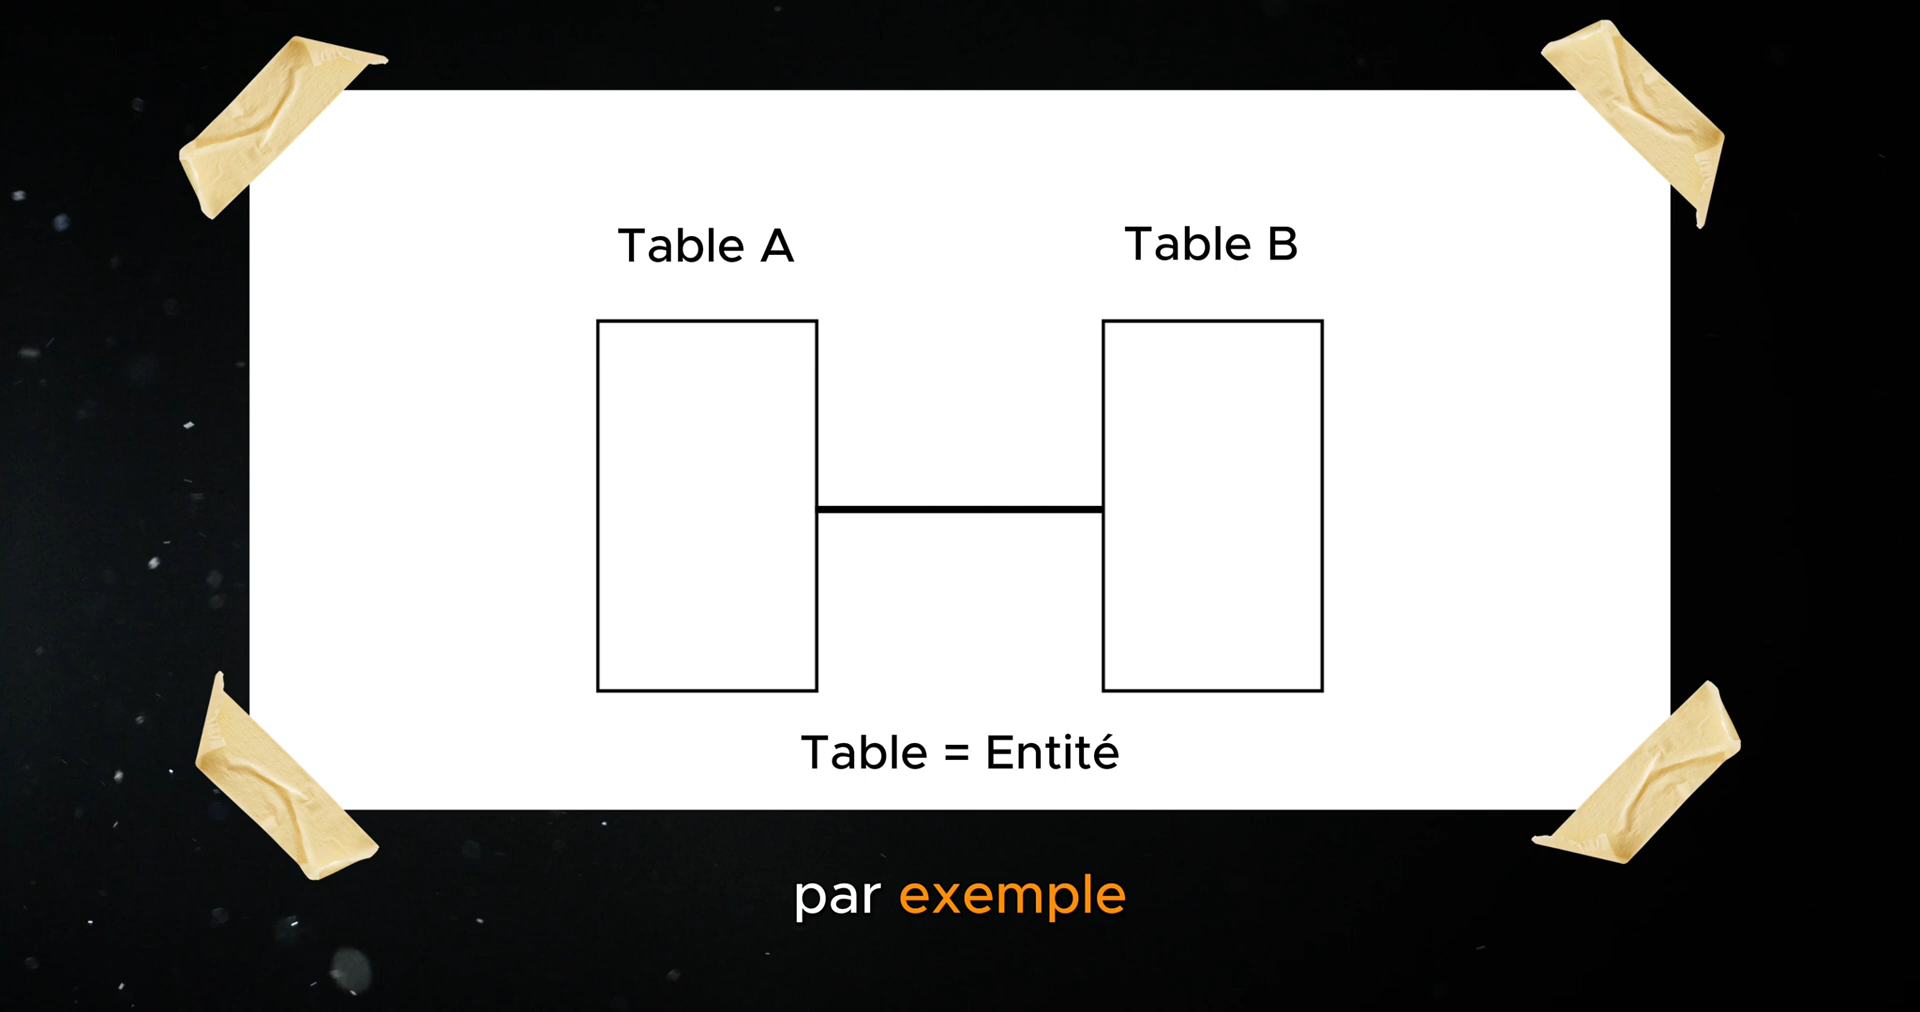 Table A
Table B
Table = Entité
par exemple